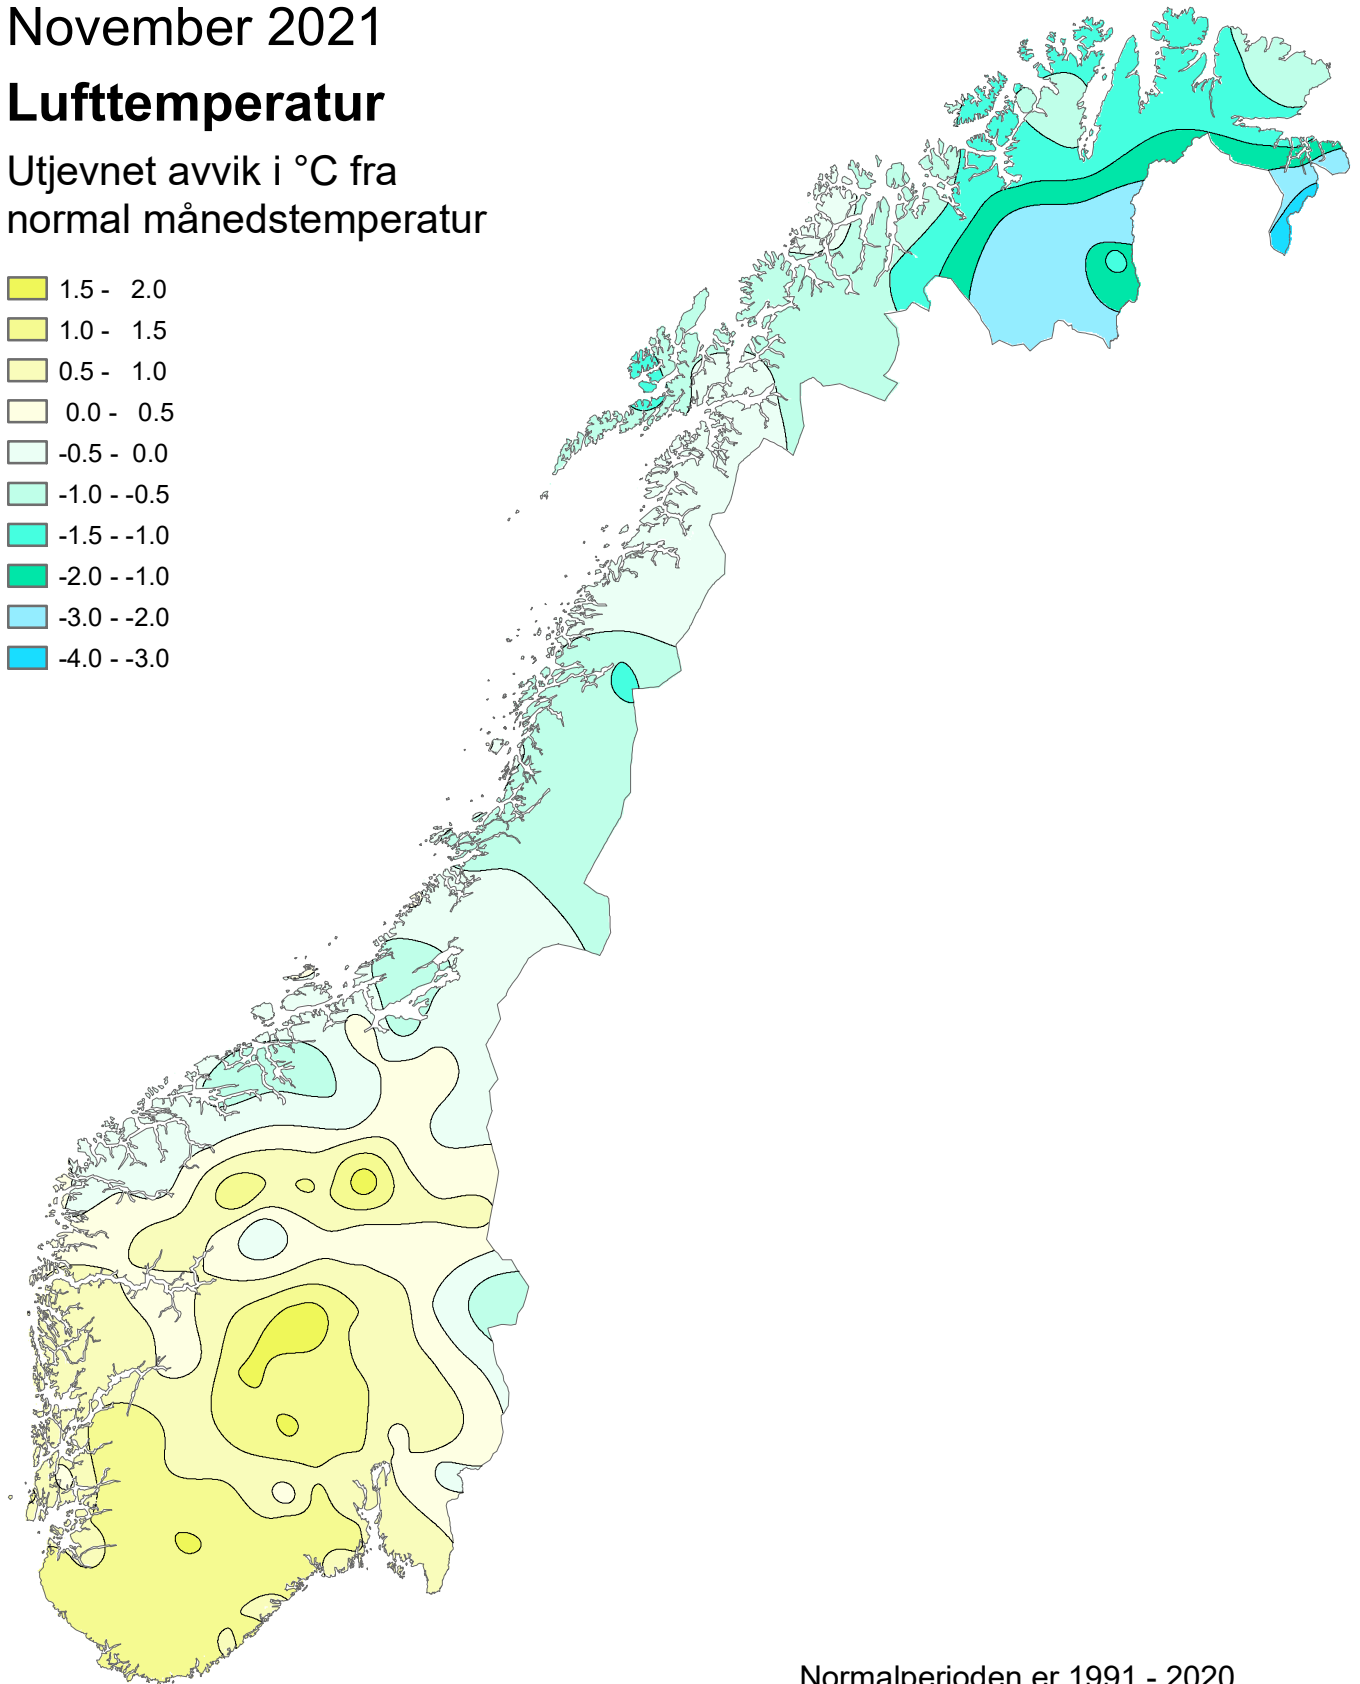 November 2021
Lufttemperatur
Utjevnet avvik i °C fra
normal månedstemperatur
1.5 - 2.0
1.0 - 1.5
0.5 - 1.0
0.0 - 0.5
-0.5 - 0.0
-1.0 - -0.5
-1.5 - -1.0
-2.0 - -1.0
-3.0 - -2.0
-4.0 - -3.0
Normalperioden er 1991 - 2020